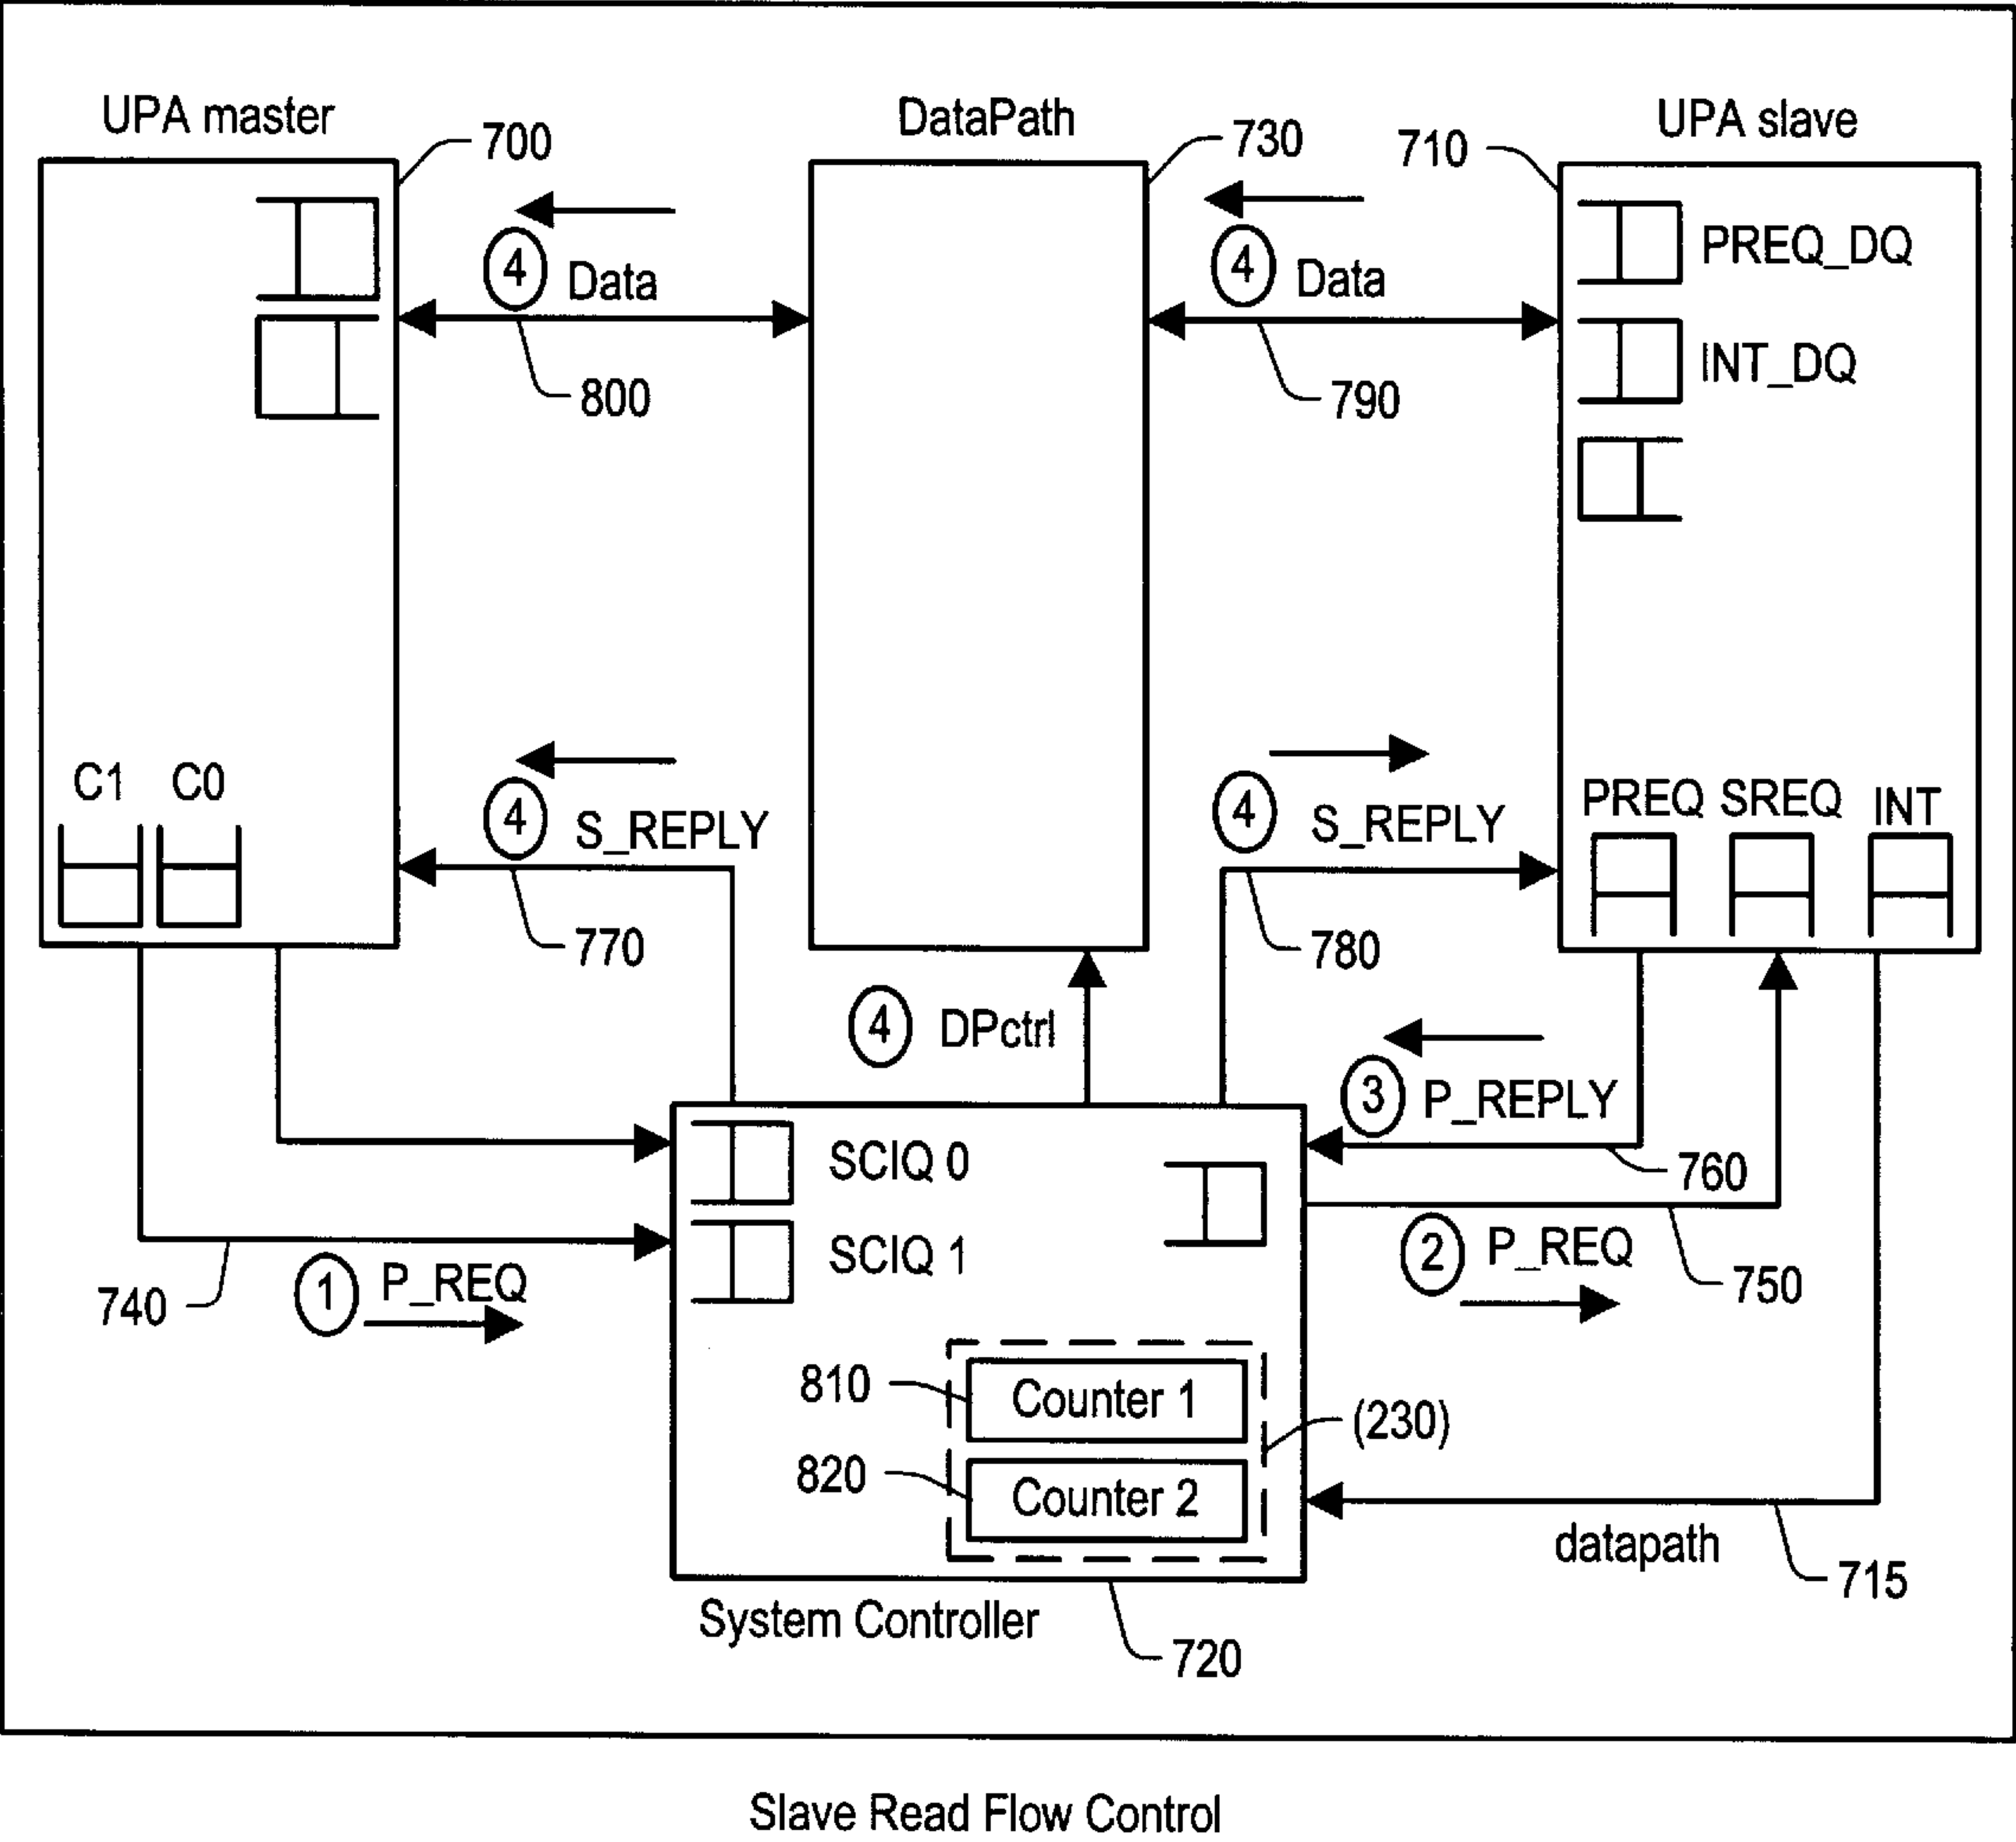 UPA master
DataPath
UPA slave
700
730
710
PREQ_DQ
4 Data
4 Data
INT_DQ
800
790
C1 C0
4 S_REPLY
4 S_REPLY
PREQ SREQ INT
770
780
4 DPctrl
3 P_REPLY
SCIQ 0
760
SCIQ 1
2 P_REQ
740
1 P_REQ
750
810
Counter 1
(230)
820
Counter 2
datapath
715
System Controller
720
Slave Read Flow Control